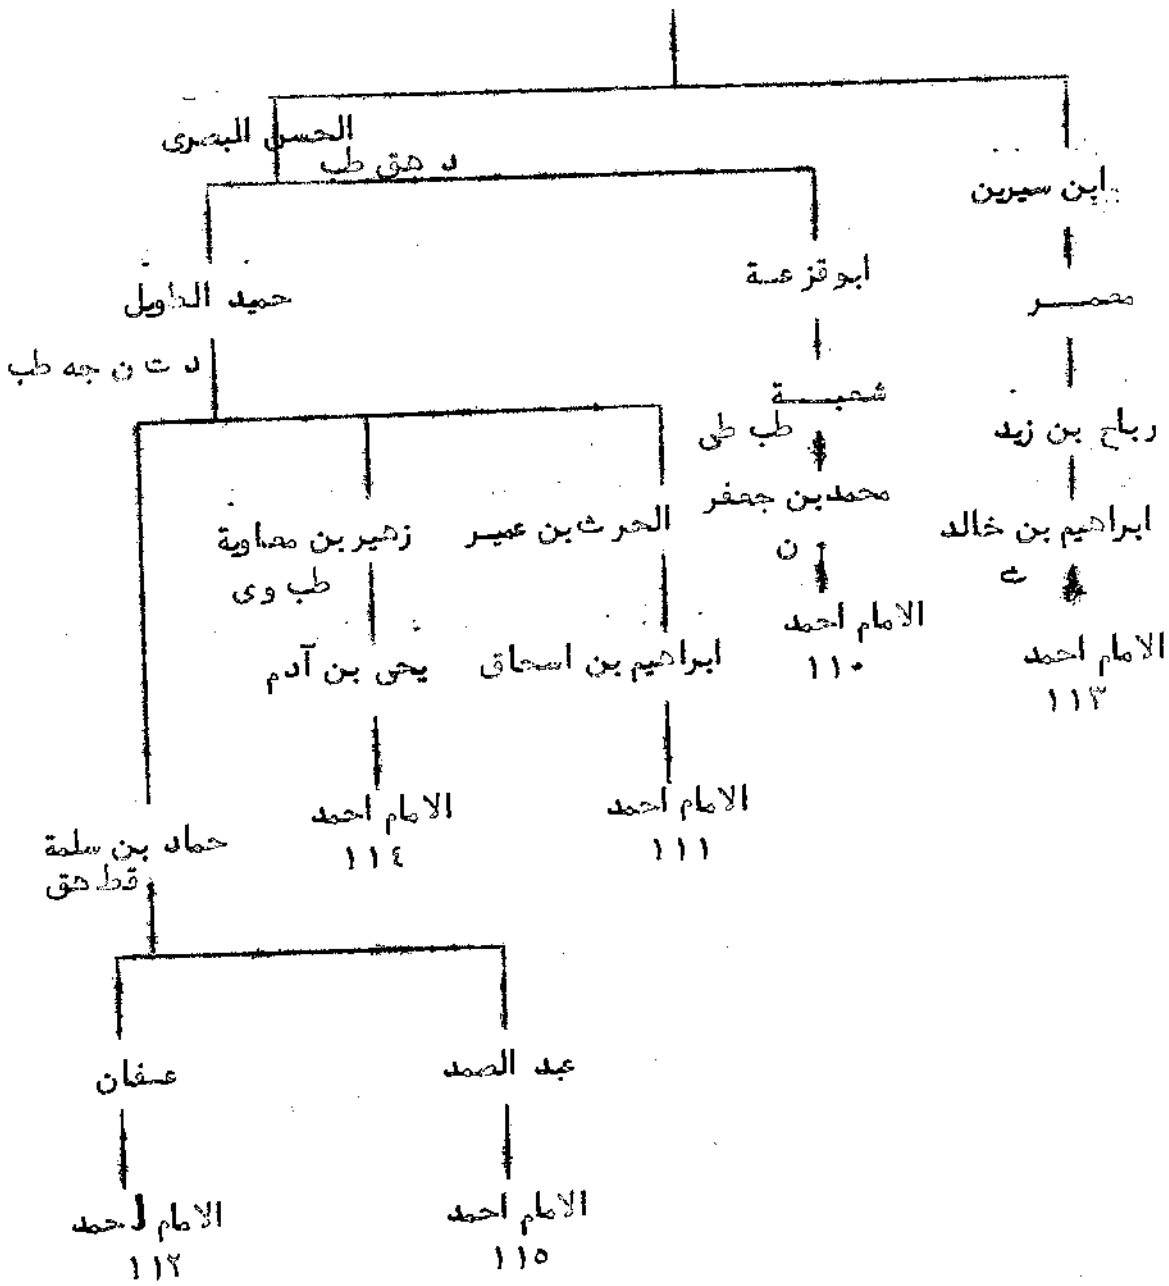 الحسن البصرى
د هق طب
ابن سيرين
ابو قزعة
حميد الطويل
معمر
د ت ن جه طب
شعبة
طب طى
رباح بن زيد
محمد بن جعفر
ن
الحرث بن عمير
زهير بن معاوية
طب وى
ابراهيم بن خالد
الامام احمد
١١٠
ابراهيم بن اسحاق
يحى بن آدم
الامام احمد
١١٣
الامام احمد
١١١
الامام احمد
١١٤
حماد بن سلمة
قط هق
عبد الصمد
عفان
الامام احمد
١١٥
الامام احمد
١١٢